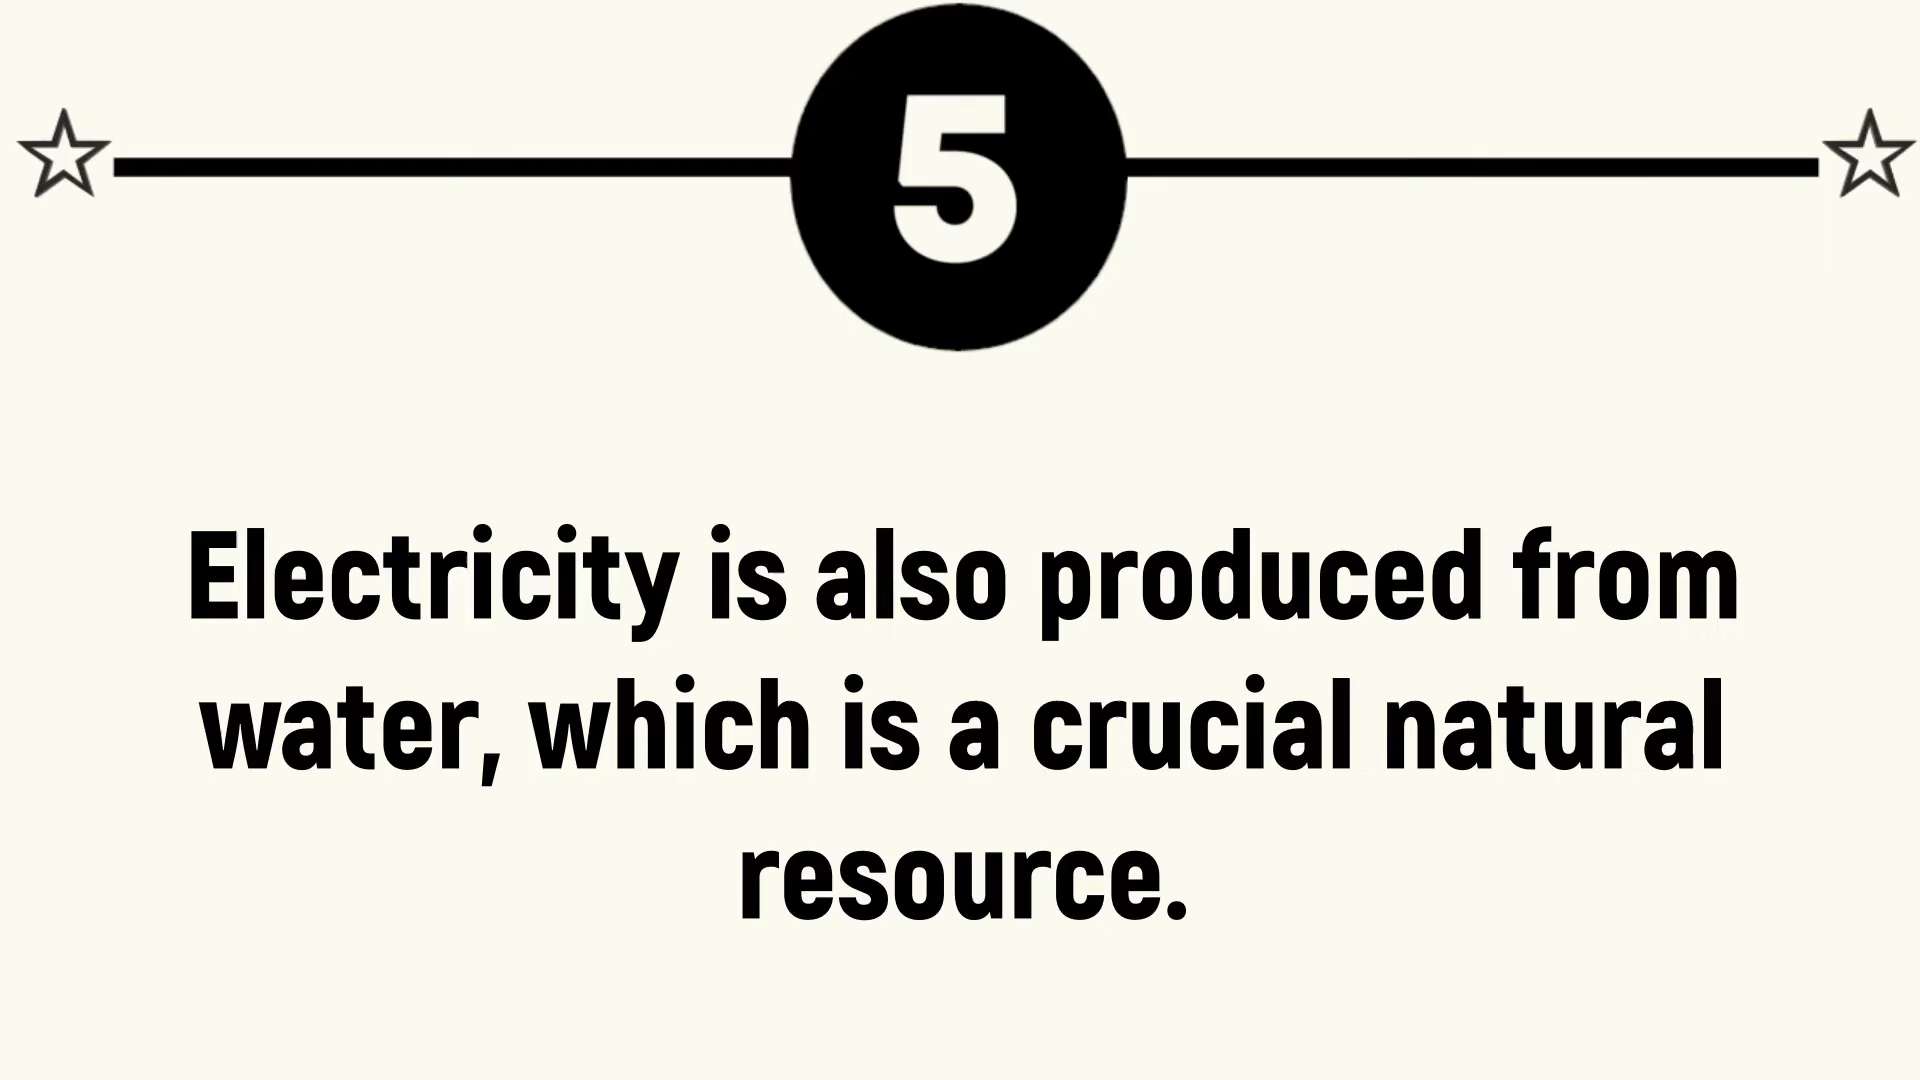 5
Electricity is also produced from
water, which is a crucial natural
resource.